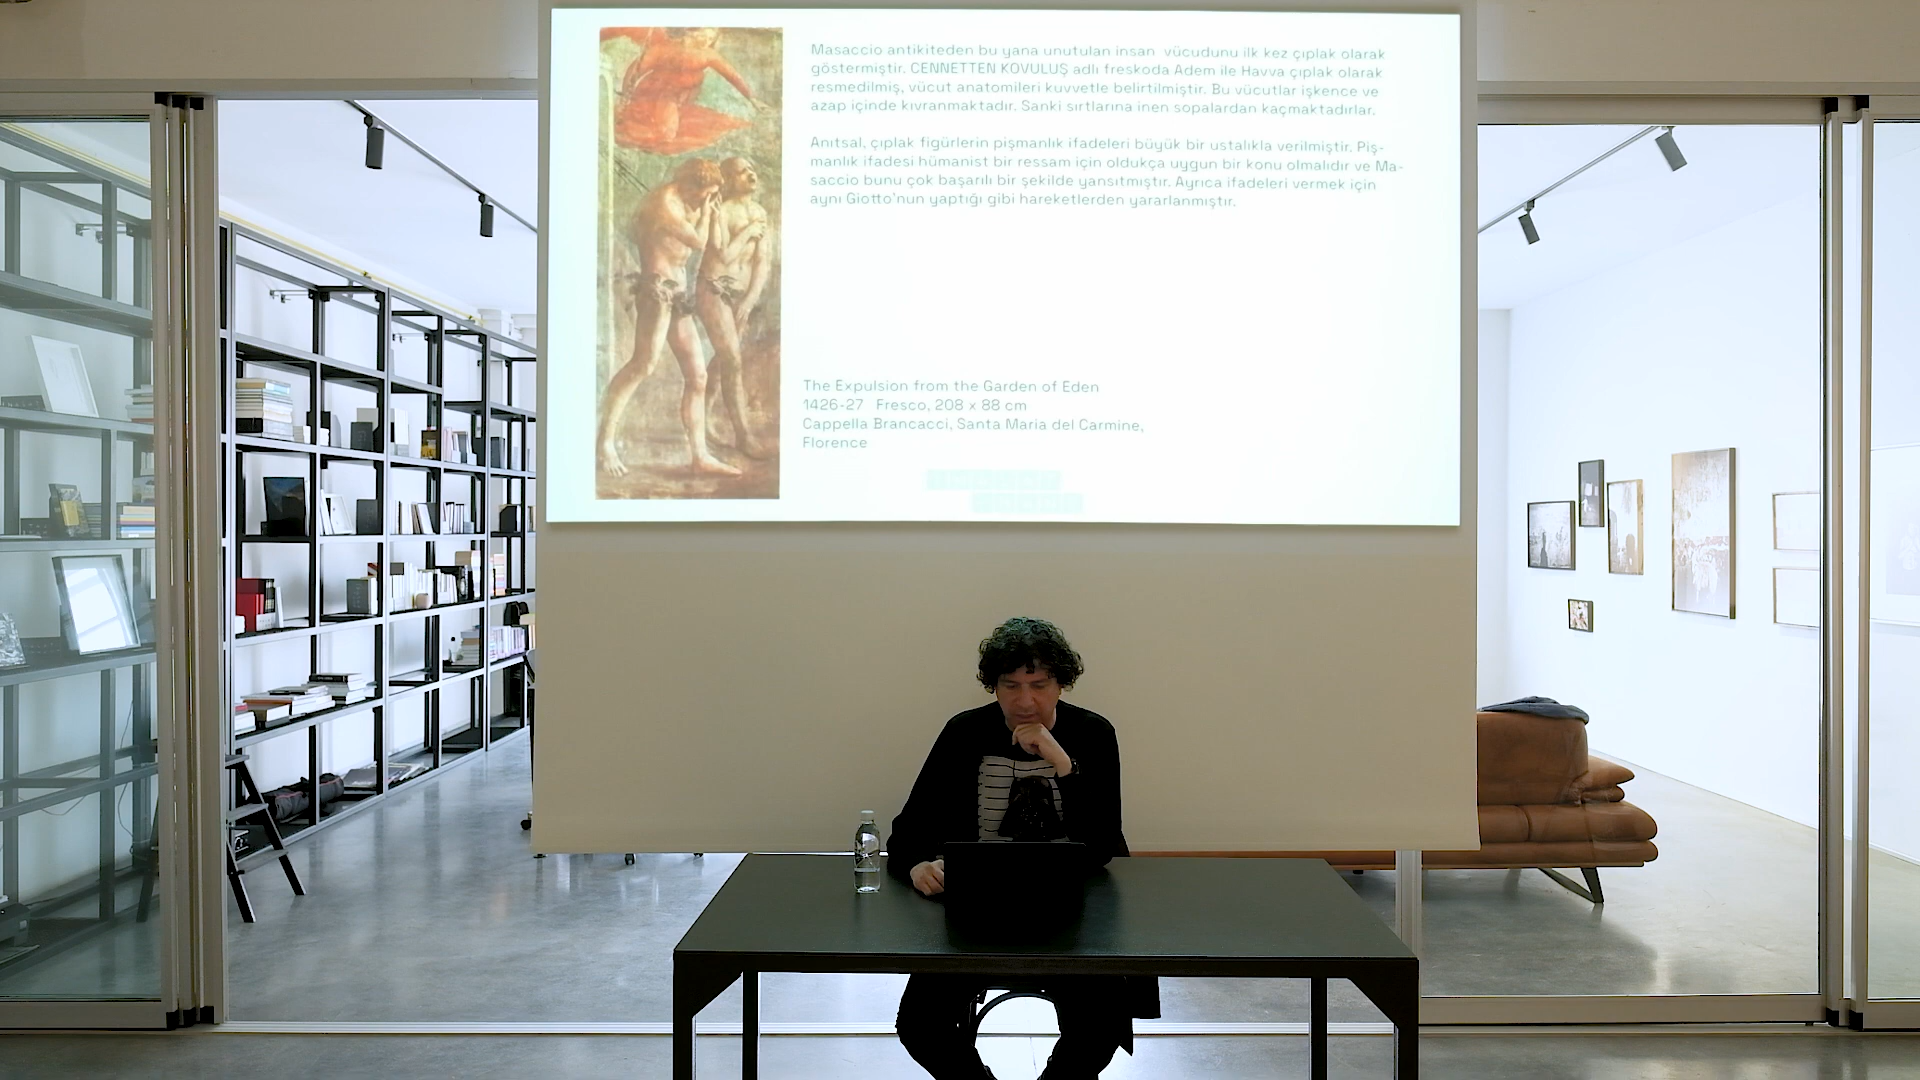 Masaccio antikiteden bu yana unutulan insan vücudunu ilk kez çıplak olarak
göstermiştir. CENNETTEN KOVULUŞ adlı freskoda Adem ile Havva çıplak olarak
resmedilmiş, vücut anatomileri kuvvetle belirtilmiştir. Bu vücutlar işkence ve
azap içinde kıvranmaktadır. Sanki sırtlarına inen sopalardan kaçmaktadırlar.
Anıtsal, çıplak figürlerin pişmanlık ifadeleri büyük bir ustalıkla verilmiştir. Piş-
manlık ifadesi hümanist bir ressam için oldukça uygun bir konu olmalıdır ve Ma-
saccio bunu çok başarılı bir şekilde yansıtmıştır. Ayrıca ifadeleri vermek için
aynı Giotto'nun yaptığı gibi hareketlerden yararlanmıştır.
The Expulsion from the Garden of Eden
1426-27 Fresco, 208 x 88 cm
Cappella Brancacci, Santa Maria del Carmine,
Florence